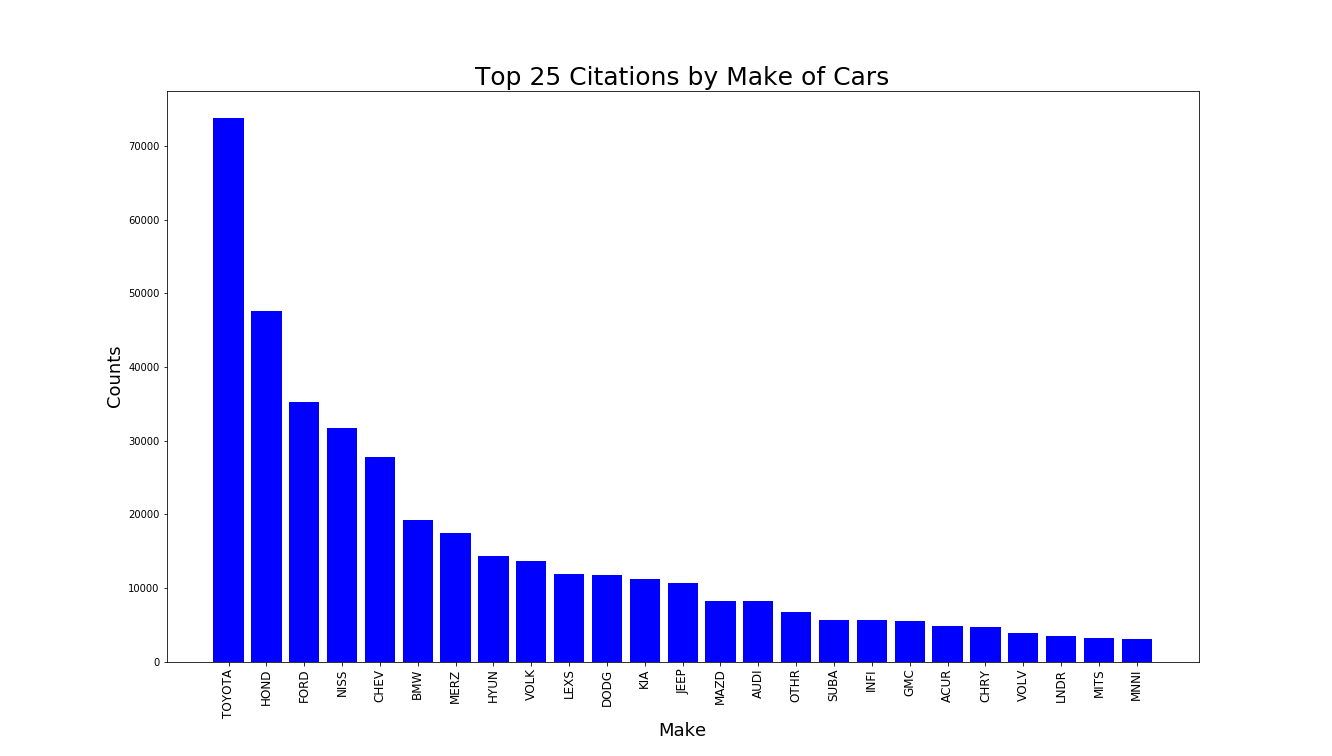 Top 25 Citations by Make of Cars
70000
60000
50000
40000
30000
20000
10000
0
Counts
TOYOTA
HOND
FORD
NISS
CHEV
BMW
MERZ
HYUN
VOLK
LEXS
DODG
KIA
JEEP
MAZD
AUDI
OTHR
SUBA
INFI
GMC
ACUR
CHRY
VOLV
LNDR
MITS
MNNI
Make